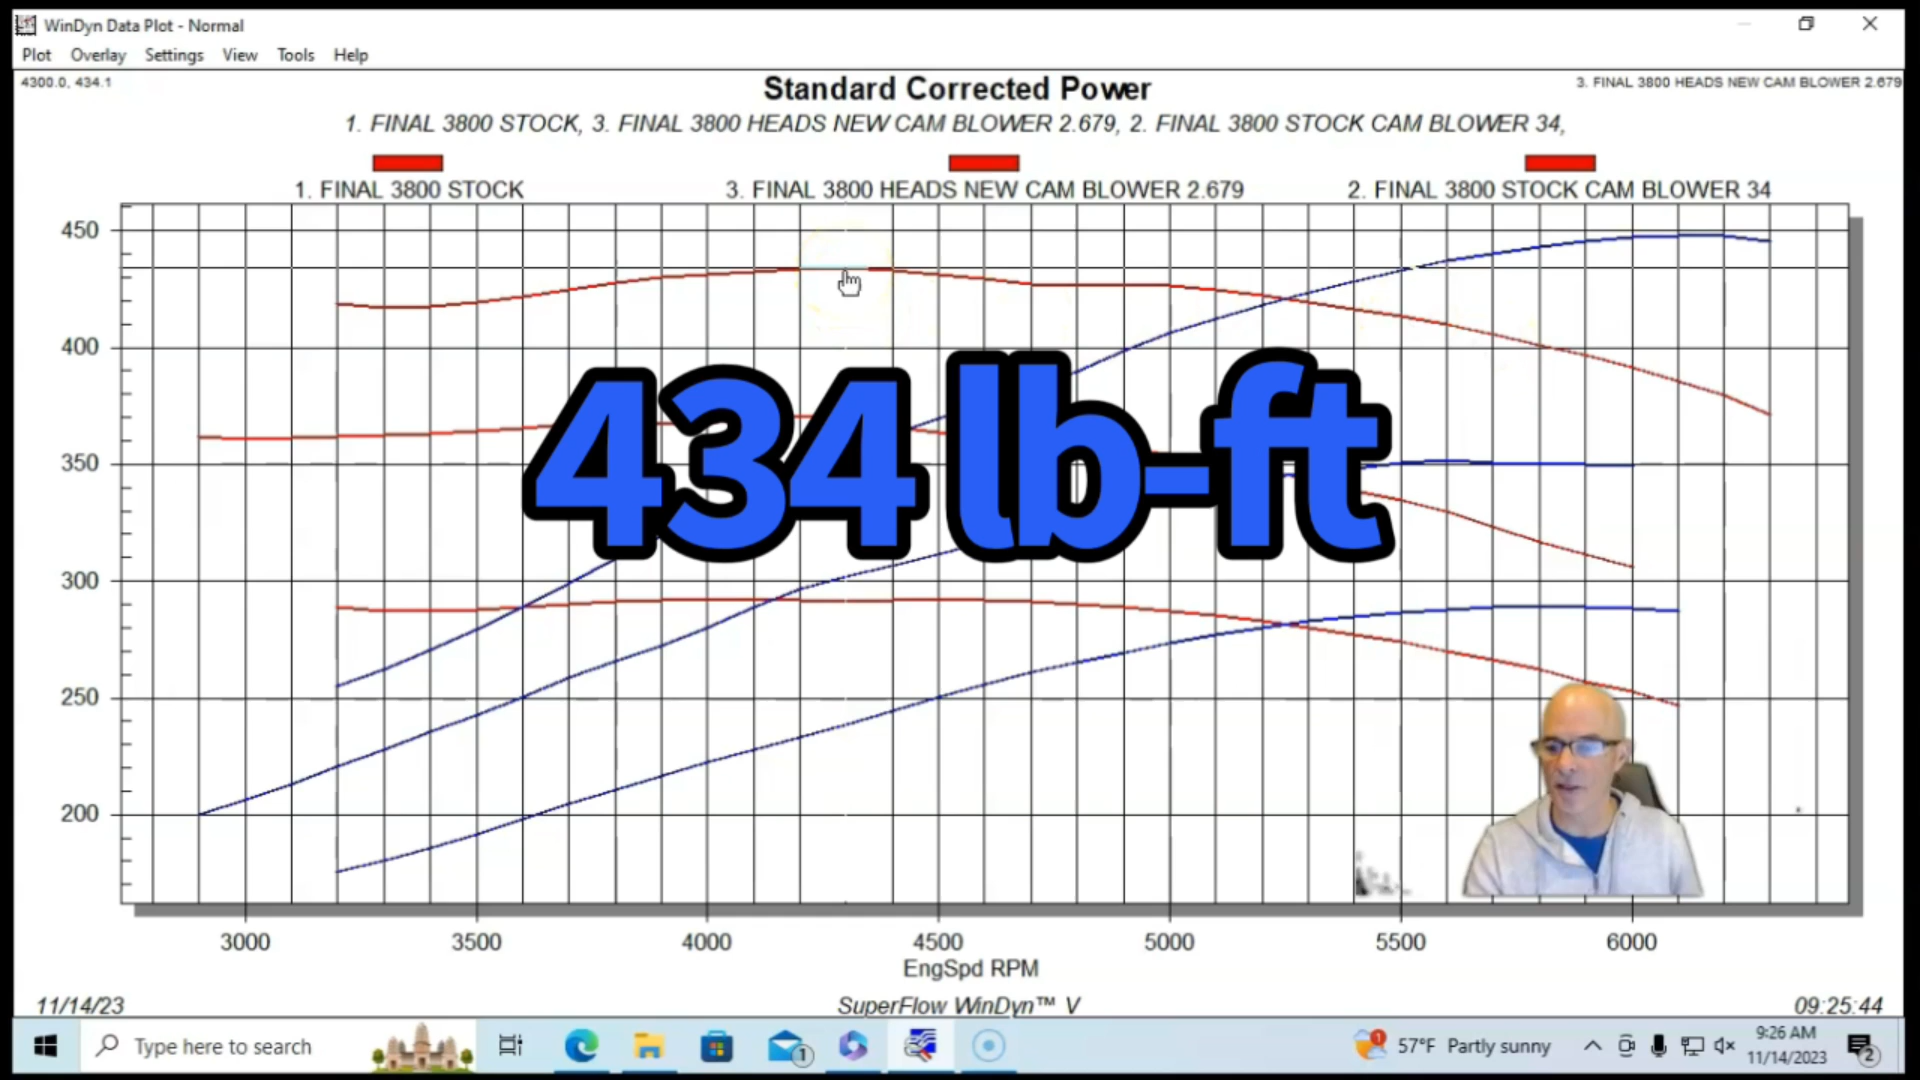 WinDyn Data Plot - Normal
Plot Overlay Settings View Tools Help
4300.0, 434.1
Standard Corrected Power
3. FINAL 3800 HEADS NEW CAM BLOWER 2.679
1. FINAL 3800 STOCK, 3. FINAL 3800 HEADS NEW CAM BLOWER 2.679, 2. FINAL 3800 STOCK CAM BLOWER 34,
1. FINAL 3800 STOCK
3. FINAL 3800 HEADS NEW CAM BLOWER 2.679
2. FINAL 3800 STOCK CAM BLOWER 34
450
400
350
300
250
200
434 lb-ft
3000 3500 4000 4500 5000 5500 6000
EngSpd RPM
11/14/23
SuperFlow WinDyn™ V
09:25:44
Type here to search
1
1
57°F Partly sunny
9:26 AM
11/14/2023
2